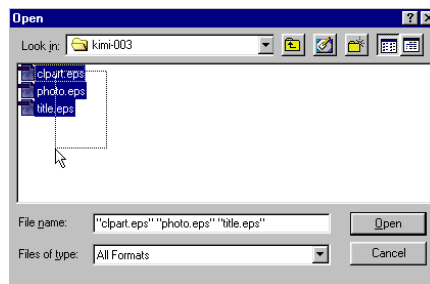 Open
Look in: kimi-003
clpart.eps
photo.eps
title.eps
File name: "clpart.eps" "photo.eps" "title.eps" Open
Files of type: All Formats Cancel